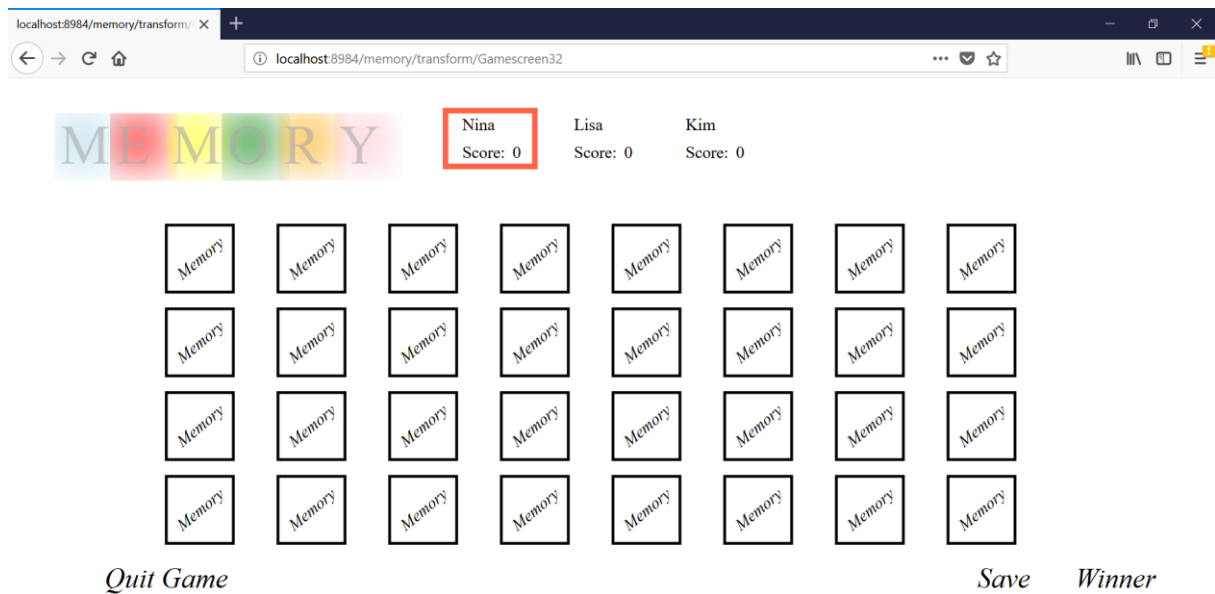 localhost:8984/memory/transform/
localhost:8984/memory/transform/Gamescreen32
MEMORY
Nina Lisa Kim
Score: 0 Score: 0 Score: 0
Memory Memory Memory Memory Memory Memory Memory Memory
Memory Memory Memory Memory Memory Memory Memory Memory
Memory Memory Memory Memory Memory Memory Memory Memory
Memory Memory Memory Memory Memory Memory Memory Memory
Quit Game Save Winner